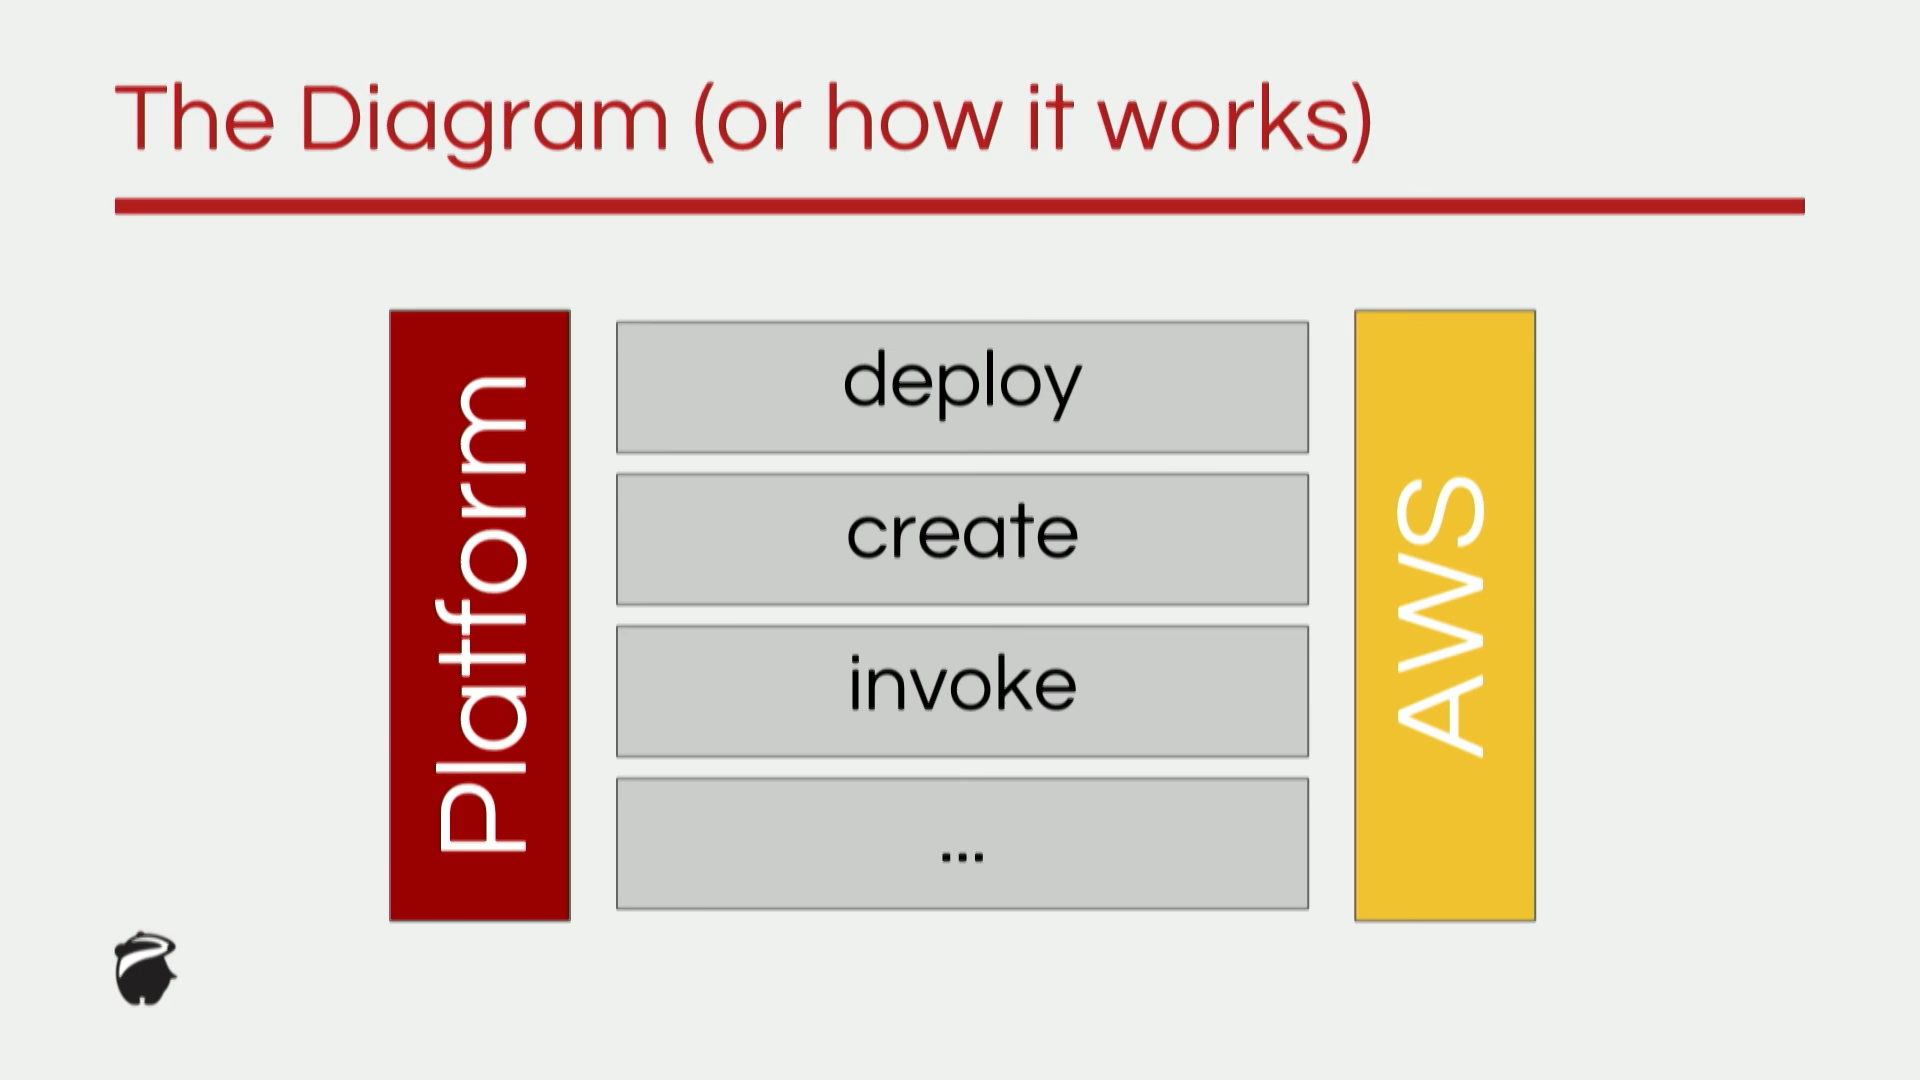 The Diagram (or how it works)
Platform
deploy
create
invoke
...
AWS